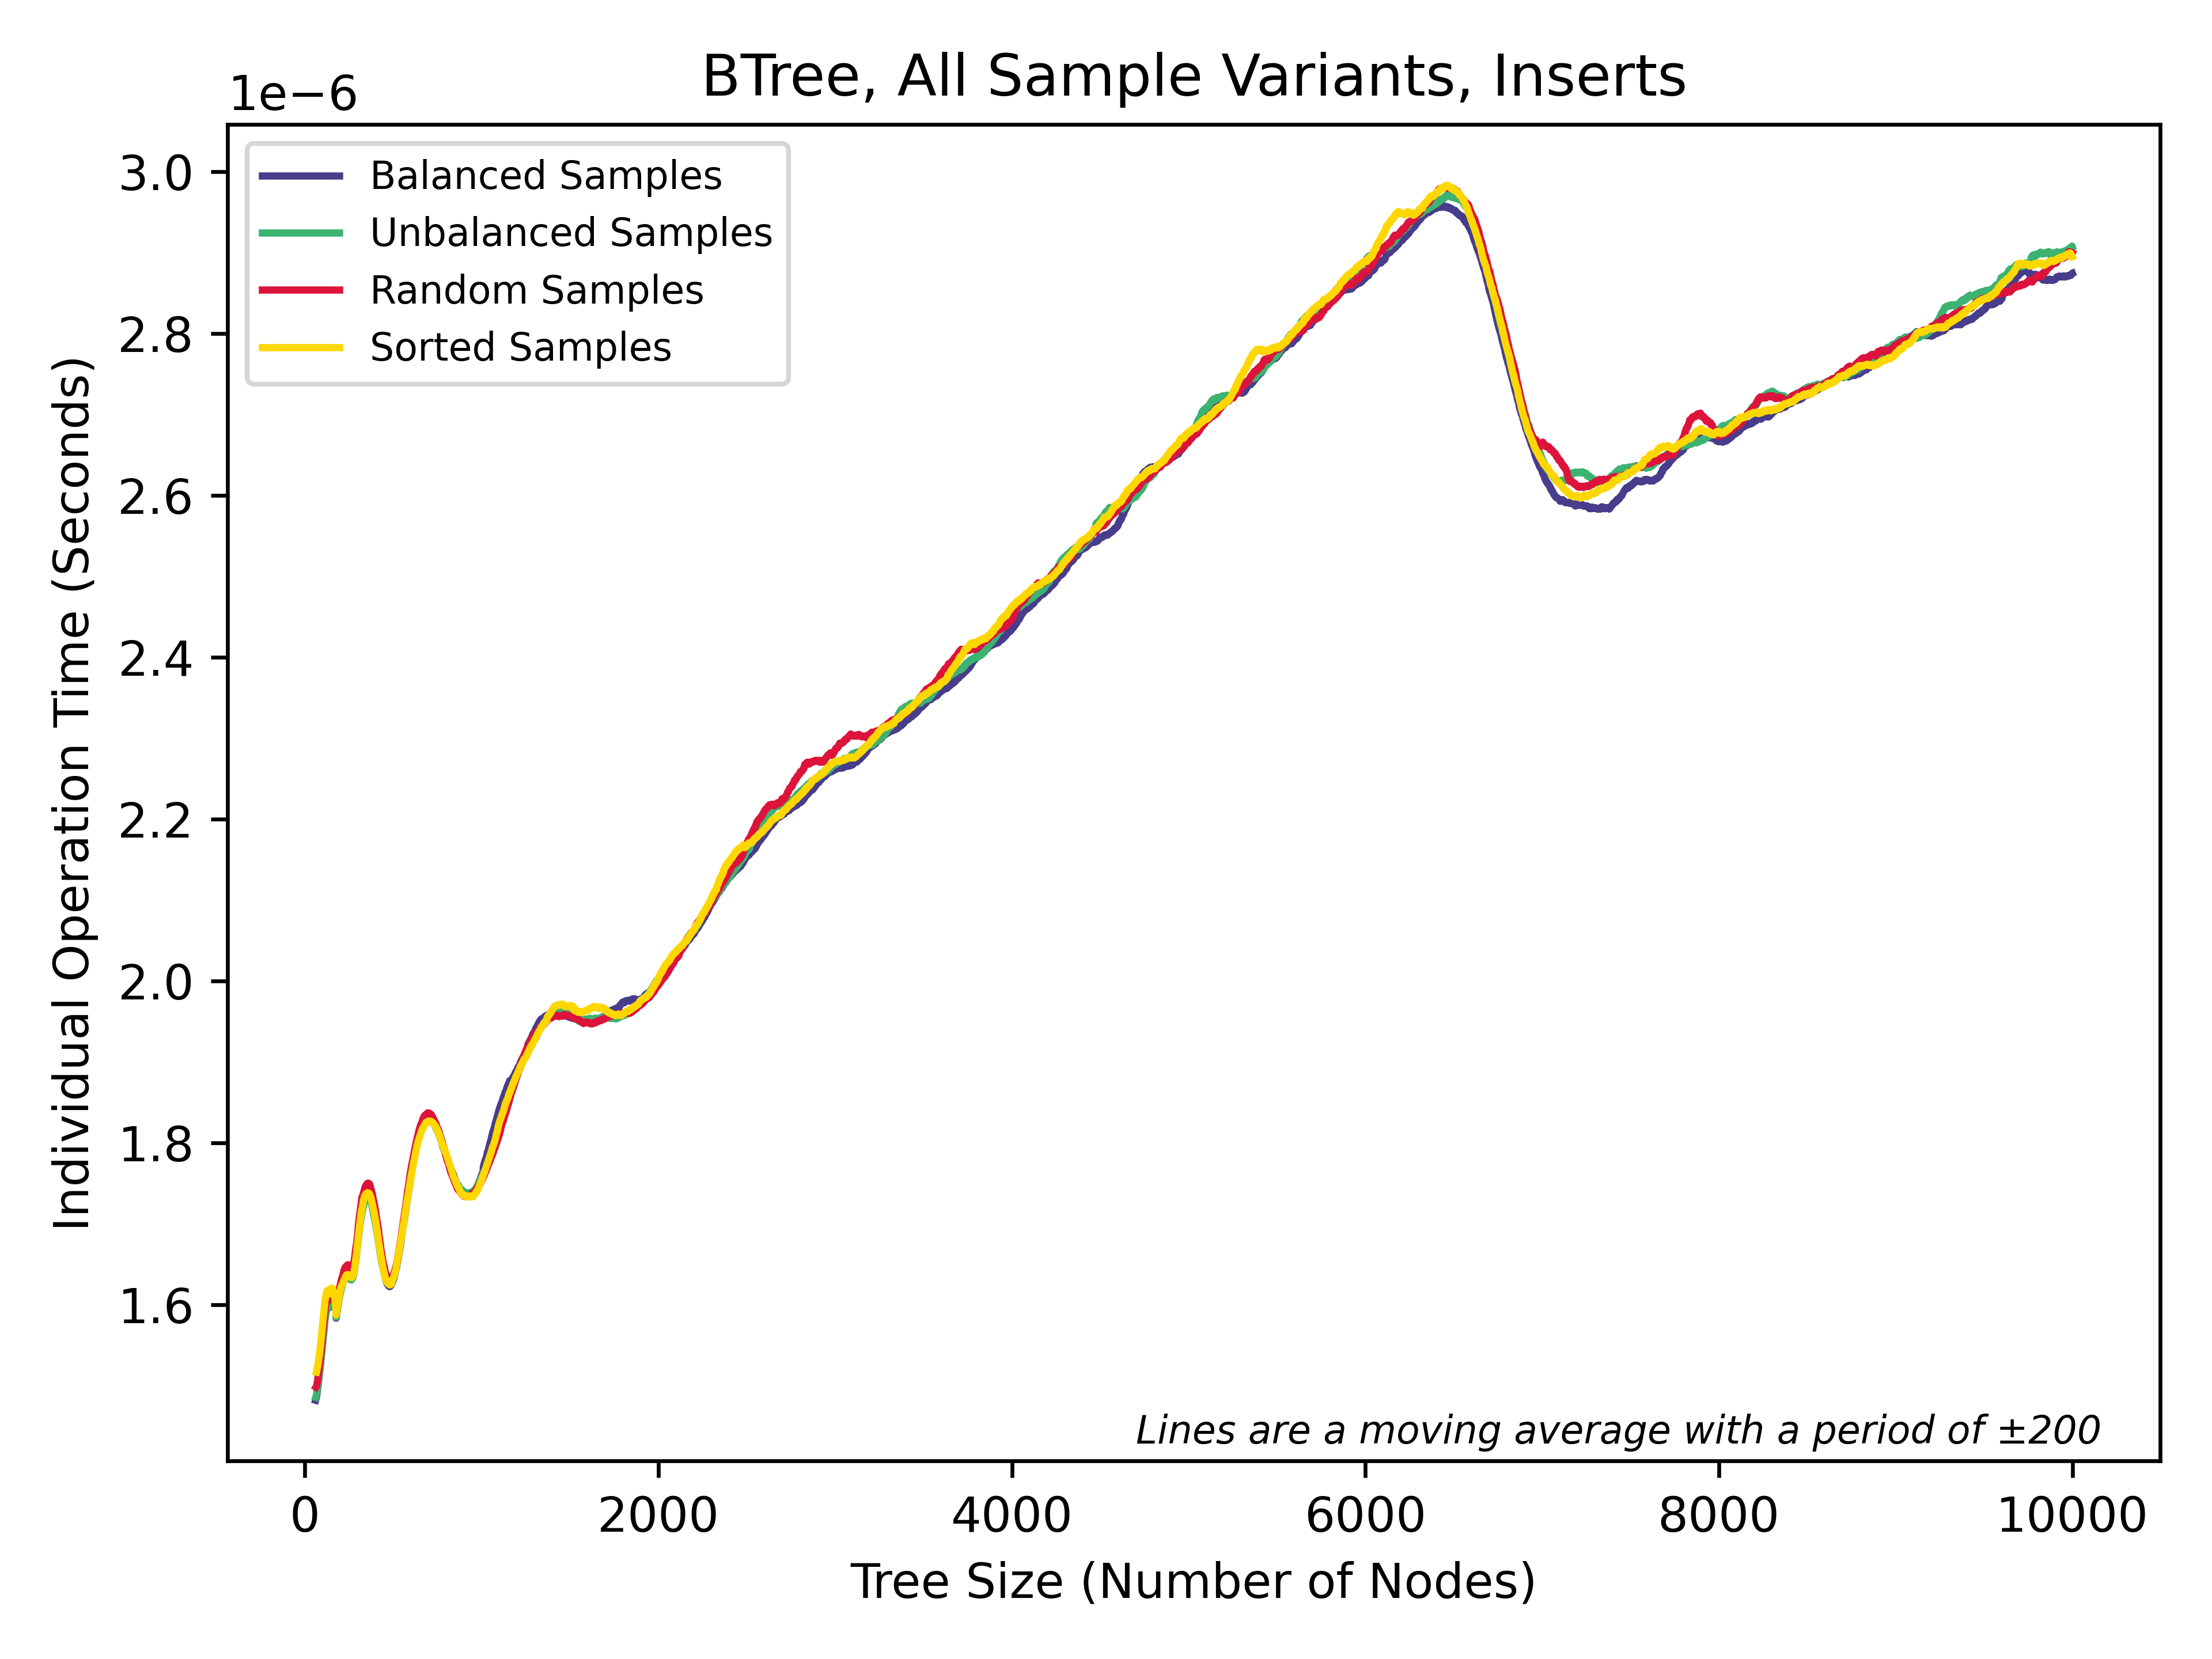 BTree, All Sample Variants, Inserts
1e−6
Balanced Samples
Unbalanced Samples
Random Samples
Sorted Samples
3.0
2.8
2.6
2.4
2.2
2.0
1.8
1.6
Individual Operation Time (Seconds)
Lines are a moving average with a period of ±200
0 2000 4000 6000 8000 10000
Tree Size (Number of Nodes)